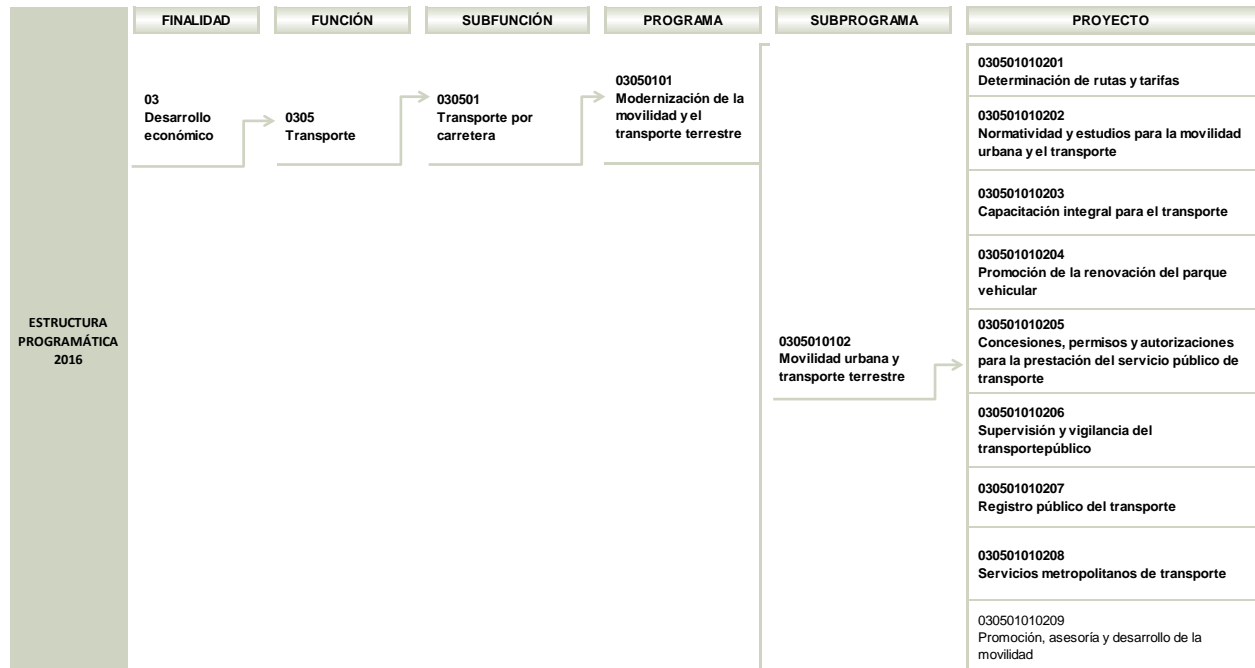 FINALIDAD
FUNCIÓN
SUBFUNCIÓN
PROGRAMA
SUBPROGRAMA
PROYECTO
ESTRUCTURA
PROGRAMÁTICA
2016
03
Desarrollo
económico
0305
Transporte
030501
Transporte por
carretera
03050101
Modernización de la
movilidad y el
transporte terrestre
0305010102
Movilidad urbana y
transporte terrestre
030501010201
Determinación de rutas y tarifas
030501010202
Normatividad y estudios para la movilidad
urbana y el transporte
030501010203
Capacitación integral para el transporte
030501010204
Promoción de la renovación del parque
vehicular
030501010205
Concesiones, permisos y autorizaciones
para la prestación del servicio público de
transporte
030501010206
Supervisión y vigilancia del
transportepúblico
030501010207
Registro público del transporte
030501010208
Servicios metropolitanos de transporte
030501010209
Promoción, asesoría y desarrollo de la
movilidad